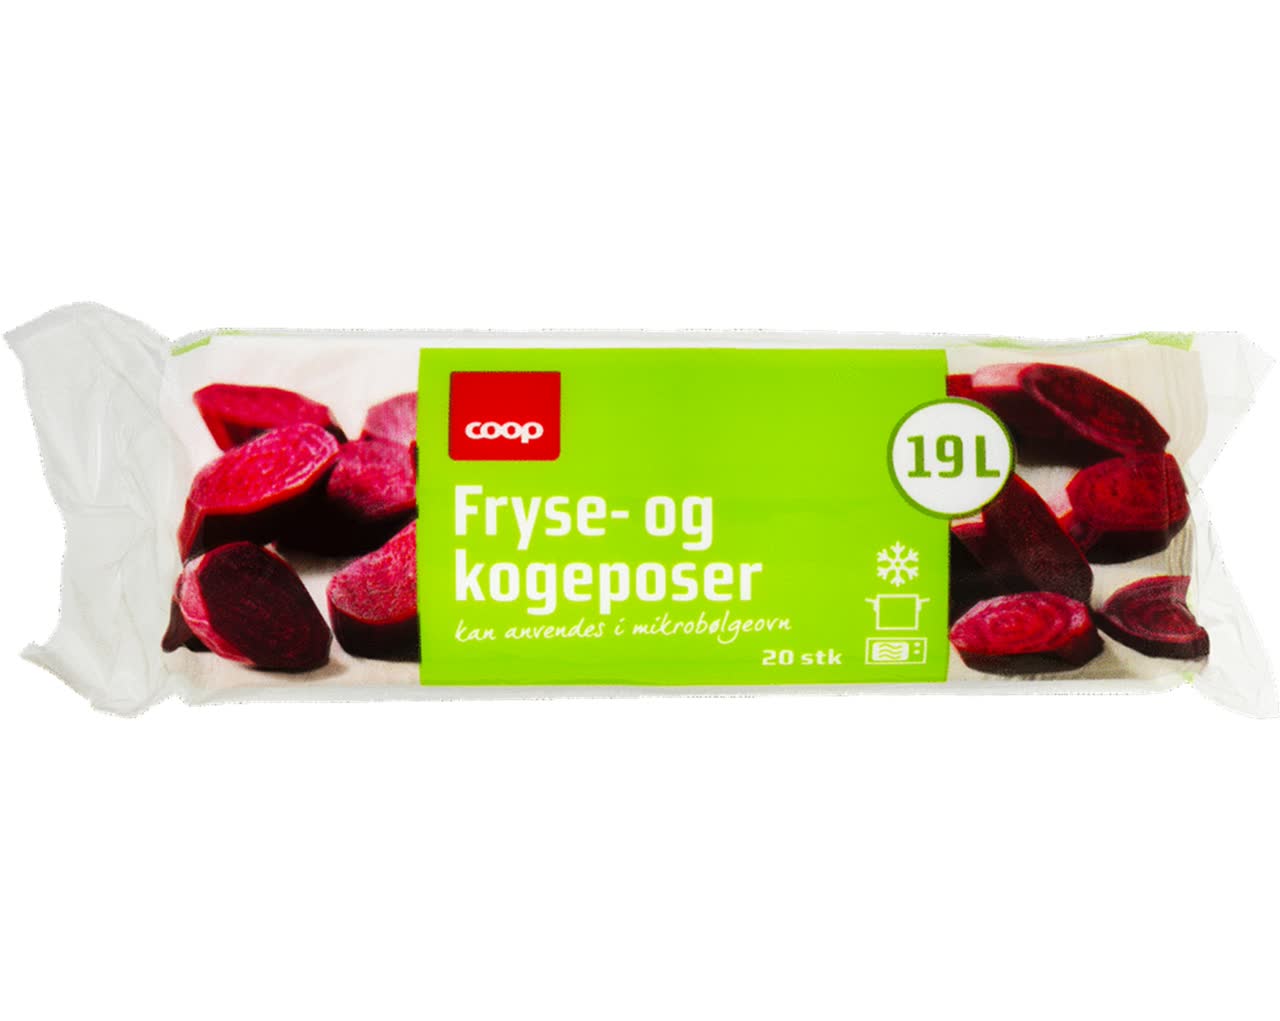 coop
19 L
Fryse- og
kogeposer
kan anvendes i mikrobølgeovn
20 stk